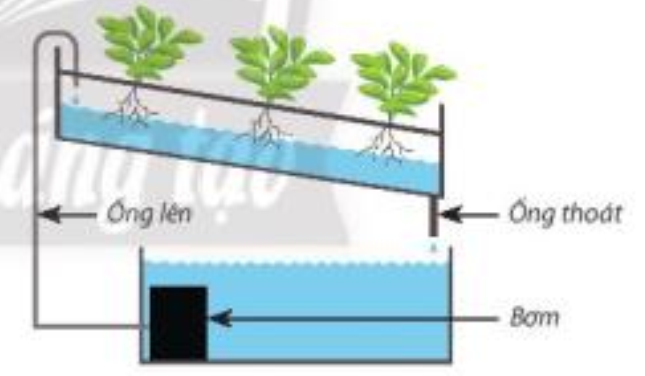 Ống lên
Ống thoát
Bơm